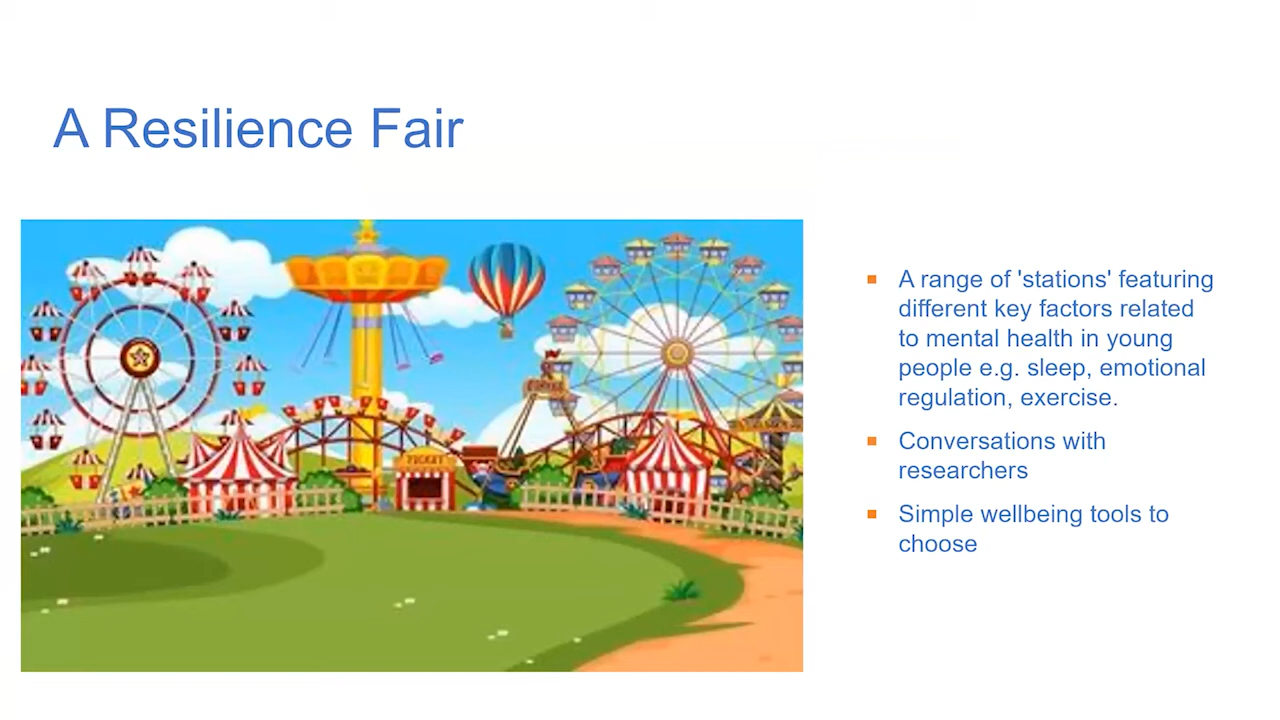 A Resilience Fair
A range of 'stations' featuring
different key factors related
to mental health in young
people e.g. sleep, emotional
regulation, exercise.
Conversations with
researchers
Simple wellbeing tools to
choose
TICKET